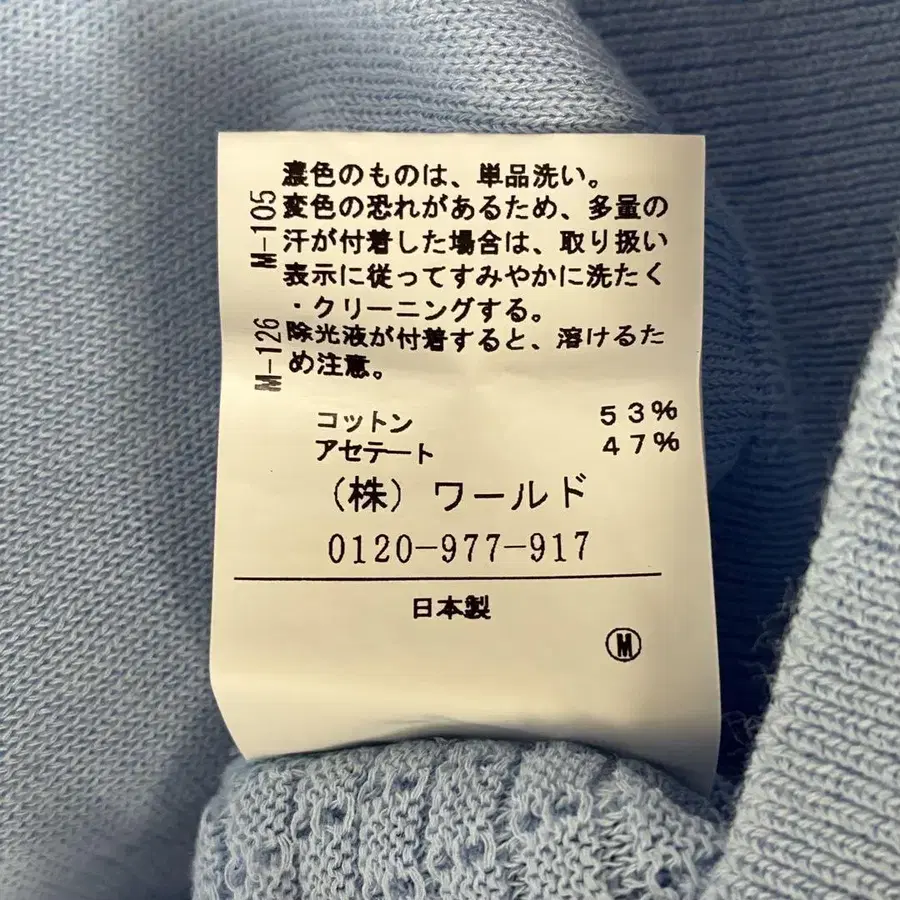 濃色のものは、単品洗い。
M-105
変色の恐れがあるため、多量の
汗が付着した場合は、取り扱い
表示に従ってすみやかに洗たく
・クリーニングする。
M-126
除光液が付着すると、溶けるた
め注意。
コットン 53%
アセテート 47%
(株) ワールド
0120-977-917
日本製
Ⓜ